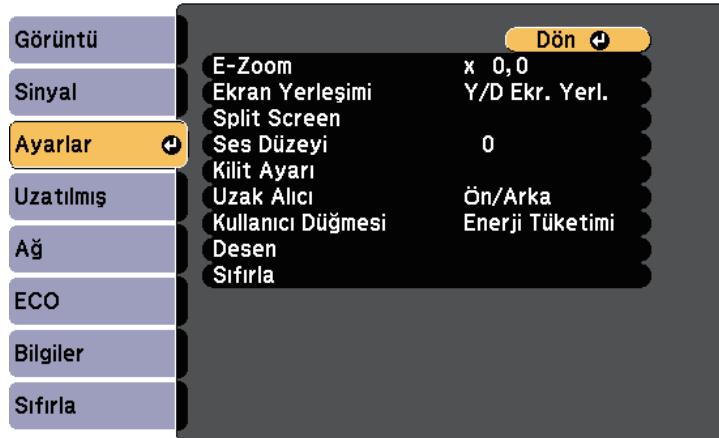 Görüntü
Sinyal
Ayarlar
Uzatılmış
Ağ
ECO
Bilgiler
Sıfırla
Dön
E-Zoom x 0,0
Ekran Yerleşimi Y/D Ekr. Yerl.
Split Screen
Ses Düzeyi 0
Kilit Ayarı
Uzak Alıcı Ön/Arka
Kullanıcı Düğmesi Enerji Tüketimi
Desen
Sıfırla